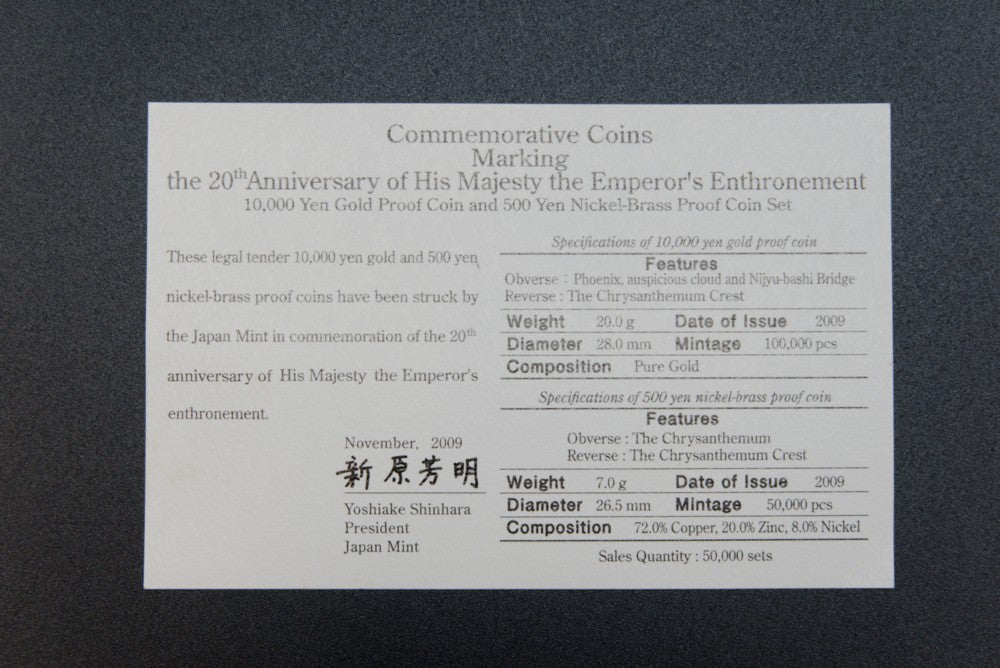 Commemorative Coins
Marking
the 20th Anniversary of His Majesty the Emperor's Enthronement
10,000 Yen Gold Proof Coin and 500 Yen Nickel-Brass Proof Coin Set
These legal tender 10,000 yen gold and 500 yen
nickel-brass proof coins have been struck by
the Japan Mint in commemoration of the 20th
anniversary of His Majesty the Emperor's
enthronement.
November, 2009
新原芳明
Yoshiake Shinhara
President
Japan Mint
Specifications of 10,000 yen gold proof coin
Features
Obverse : Phoenix, auspicious cloud and Nijyu-bashi Bridge
Reverse : The Chrysanthemum Crest
Weight 20.0 g Date of Issue 2009
Diameter 28.0 mm Mintage 100,000 pcs
Composition Pure Gold
Specifications of 500 yen nickel-brass proof coin
Features
Obverse : The Chrysanthemum
Reverse : The Chrysanthemum Crest
Weight 7.0 g Date of Issue 2009
Diameter 26.5 mm Mintage 50,000 pcs
Composition 72.0% Copper, 20.0% Zinc, 8.0% Nickel
Sales Quantity : 50,000 sets